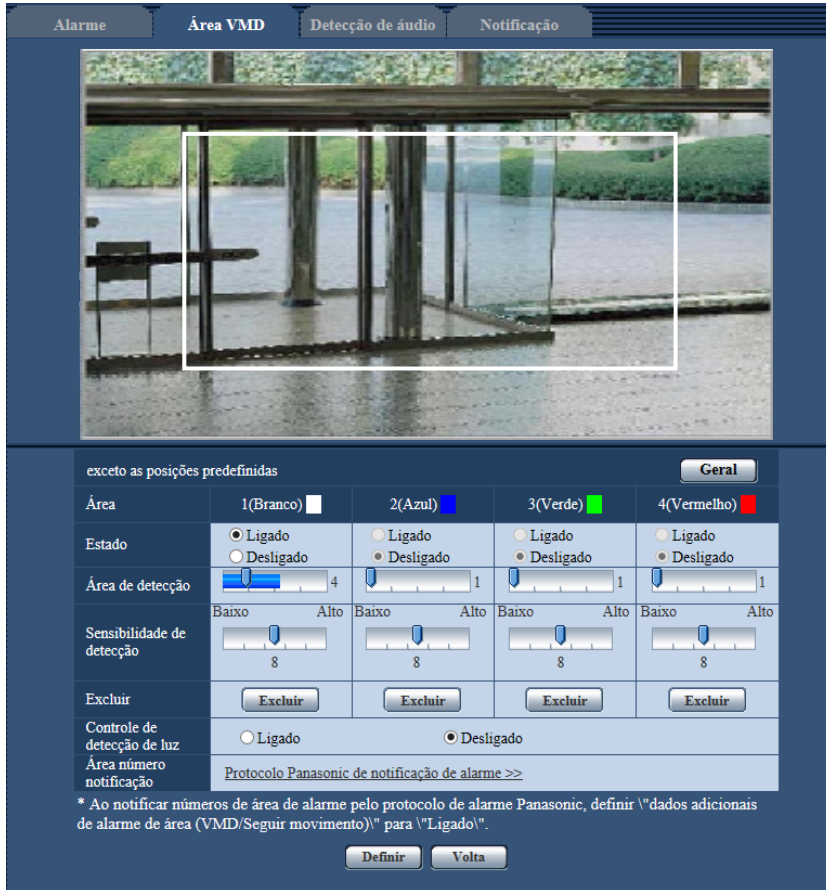 Alarme Área VMD Detecção de áudio Notificação
exceto as posições predefinidas Geral
Área 1(Branco) 2(Azul) 3(Verde) 4(Vermelho)
Estado Ligado Ligado Ligado Ligado
Desligado Desligado Desligado Desligado
Área de detecção 4 1 1 1
Baixo Alto Baixo Alto Baixo Alto Baixo Alto
Sensibilidade de
detecção
8 8 8 8
Excluir Excluir Excluir Excluir Excluir
Controle de
detecção de luz Ligado Desligado
Área número
notificação Protocolo Panasonic de notificação de alarme >>
* Ao notificar números de área de alarme pelo protocolo de alarme Panasonic, definir \"dados adicionais
de alarme de área (VMD/Seguir movimento)\" para \"Ligado\".
Definir Volta